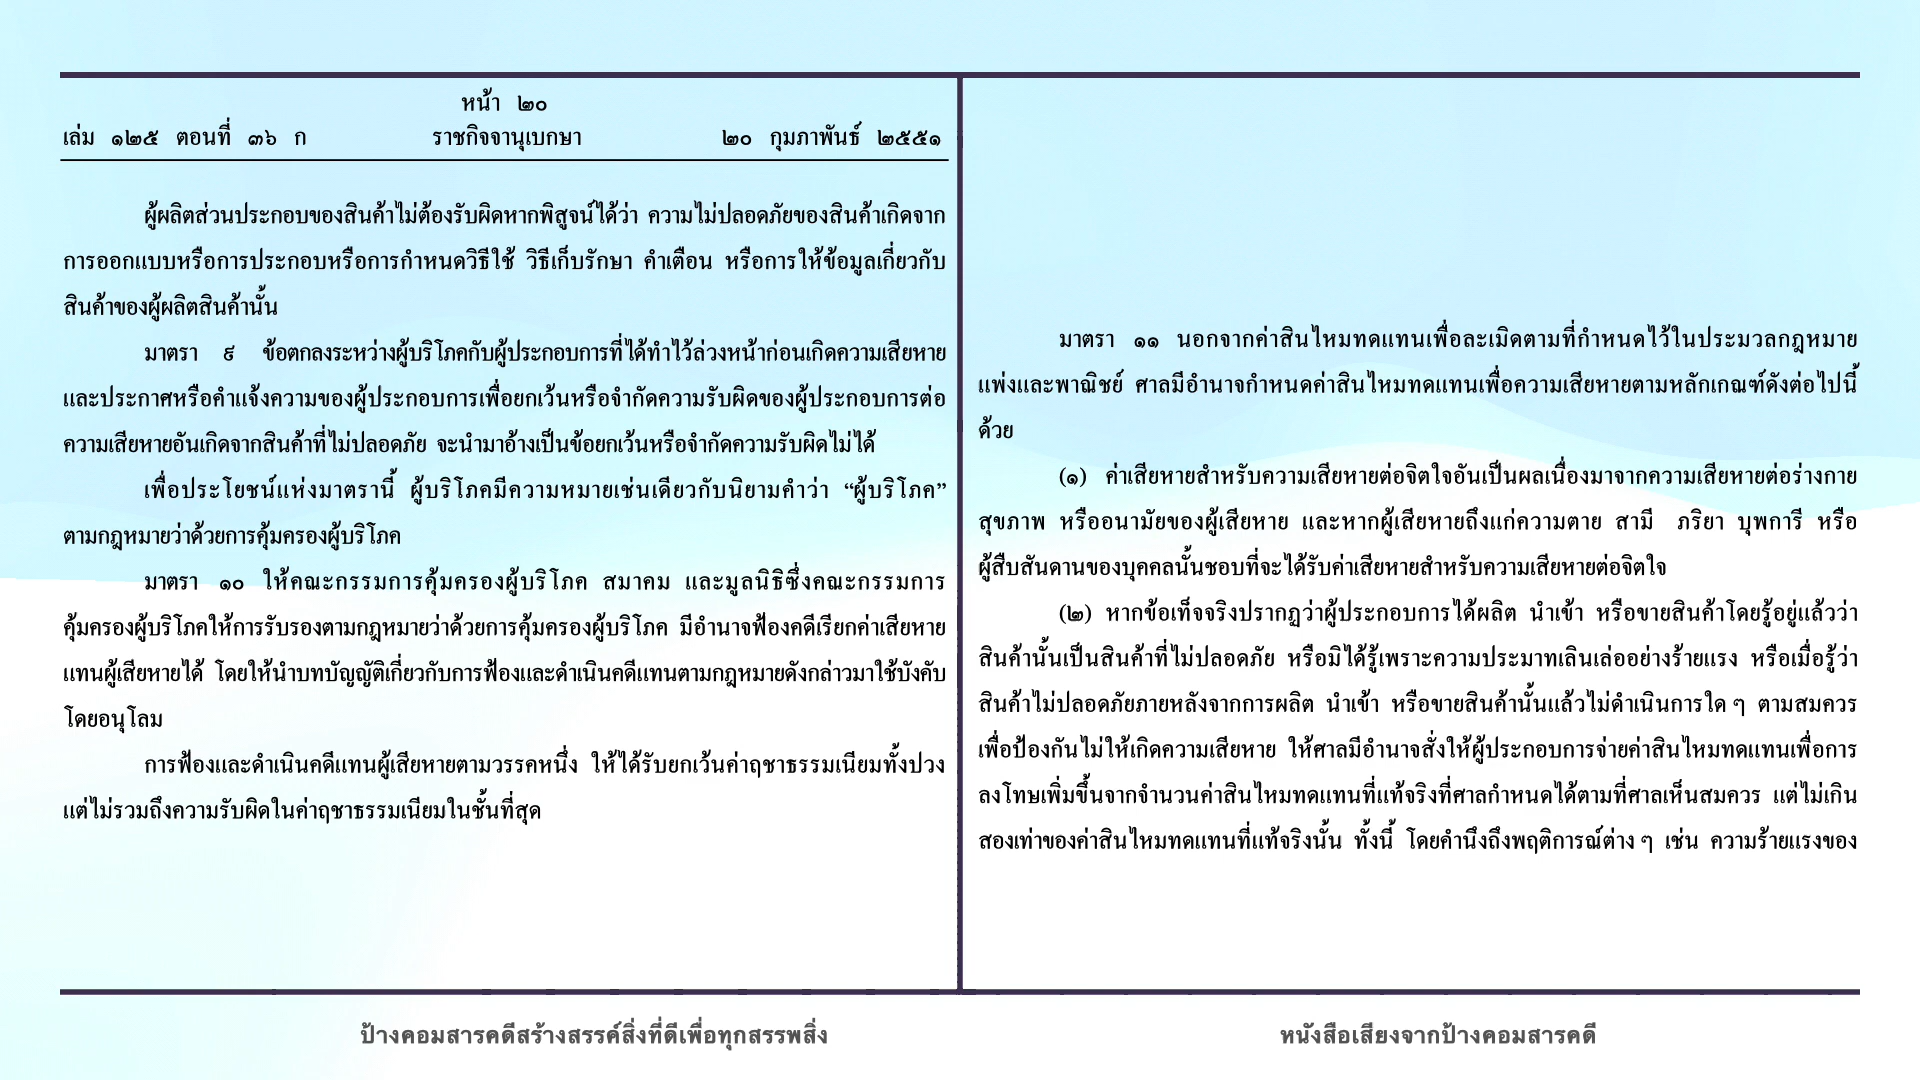 หน้า ๒๐
เล่ม ๑๒๕ ตอนที่ ๓๖ ก ราชกิจจานุเบกษา ๒๐ กุมภาพันธ์ ๒๕๕๑
ผู้ผลิตส่วนประกอบของสินค้าไม่ต้องรับผิดหากพิสูจน์ได้ว่า ความไม่ปลอดภัยของสินค้าเกิดจาก
การออกแบบหรือการประกอบหรือการกำหนดวิธีใช้ วิธีเก็บรักษา คำเตือน หรือการให้ข้อมูลเกี่ยวกับ
สินค้าของผู้ผลิตสินค้านั้น
มาตรา ๙ ข้อตกลงระหว่างผู้บริโภคกับผู้ประกอบการที่ได้ทำไว้ล่วงหน้าก่อนเกิดความเสียหาย
และประกาศหรือคำแจ้งความของผู้ประกอบการเพื่อยกเว้นหรือจำกัดความรับผิดของผู้ประกอบการต่อ
ความเสียหายอันเกิดจากสินค้าที่ไม่ปลอดภัย จะนำมาอ้างเป็นข้อยกเว้นหรือจำกัดความรับผิดไม่ได้
เพื่อประโยชน์แห่งมาตรานี้ ผู้บริโภคมีความหมายเช่นเดียวกับนิยามคำว่า “ผู้บริโภค”
ตามกฎหมายว่าด้วยการคุ้มครองผู้บริโภค
มาตรา ๑๐ ให้คณะกรรมการคุ้มครองผู้บริโภค สมาคม และมูลนิธิซึ่งคณะกรรมการ
คุ้มครองผู้บริโภคให้การรับรองตามกฎหมายว่าด้วยการคุ้มครองผู้บริโภค มีอำนาจฟ้องคดีเรียกค่าเสียหาย
แทนผู้เสียหายได้ โดยให้นำบทบัญญัติเกี่ยวกับการฟ้องและดำเนินคดีแทนตามกฎหมายดังกล่าวมาใช้บังคับ
โดยอนุโลม
การฟ้องและดำเนินคดีแทนผู้เสียหายตามวรรคหนึ่ง ให้ได้รับยกเว้นค่าฤชาธรรมเนียมทั้งปวง
แต่ไม่รวมถึงความรับผิดในค่าฤชาธรรมเนียมในชั้นที่สุด
มาตรา ๑๑ นอกจากค่าสินไหมทดแทนเพื่อละเมิดตามที่กำหนดไว้ในประมวลกฎหมาย
แพ่งและพาณิชย์ ศาลมีอำนาจกำหนดค่าสินไหมทดแทนเพื่อความเสียหายตามหลักเกณฑ์ดังต่อไปนี้
ด้วย
(๑) ค่าเสียหายสำหรับความเสียหายต่อจิตใจอันเป็นผลเนื่องมาจากความเสียหายต่อร่างกาย
สุขภาพ หรืออนามัยของผู้เสียหาย และหากผู้เสียหายถึงแก่ความตาย สามี ภริยา บุพการี หรือ
ผู้สืบสันดานของบุคคลนั้นชอบที่จะได้รับค่าเสียหายสำหรับความเสียหายต่อจิตใจ
(๒) หากข้อเท็จจริงปรากฏว่าผู้ประกอบการได้ผลิต นำเข้า หรือขายสินค้าโดยรู้อยู่แล้วว่า
สินค้านั้นเป็นสินค้าที่ไม่ปลอดภัย หรือมิได้รู้เพราะความประมาทเลินเล่ออย่างร้ายแรง หรือเมื่อรู้ว่า
สินค้าไม่ปลอดภัยภายหลังจากการผลิต นำเข้า หรือขายสินค้านั้นแล้วไม่ดำเนินการใด ๆ ตามสมควร
เพื่อป้องกันไม่ให้เกิดความเสียหาย ให้ศาลมีอำนาจสั่งให้ผู้ประกอบการจ่ายค่าสินไหมทดแทนเพื่อการ
ลงโทษเพิ่มขึ้นจากจำนวนค่าสินไหมทดแทนที่แท้จริงที่ศาลกำหนดได้ตามที่ศาลเห็นสมควร แต่ไม่เกิน
สองเท่าของค่าสินไหมทดแทนที่แท้จริงนั้น ทั้งนี้ โดยคำนึงถึงพฤติการณ์ต่าง ๆ เช่น ความร้ายแรงของ
ป้างคอมสารคดีสร้างสรรค์สิ่งที่ดีเพื่อทุกสรรพสิ่ง
หนังสือเสียงจากป้างคอมสารคดี